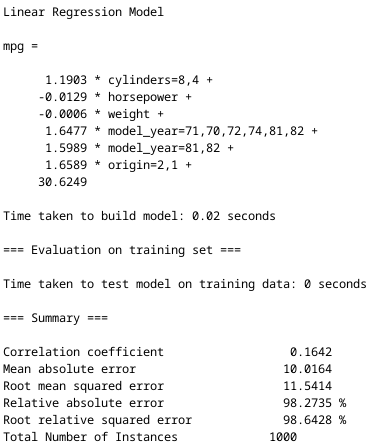 Linear Regression Model
mpg =
1.1903 * cylinders=8,4 +
-0.0129 * horsepower +
-0.0006 * weight +
1.6477 * model_year=71,70,72,74,81,82 +
1.5989 * model_year=81,82 +
1.6589 * origin=2,1 +
30.6249
Time taken to build model: 0.02 seconds
=== Evaluation on training set ===
Time taken to test model on training data: 0 seconds
=== Summary ===
Correlation coefficient 0.1642
Mean absolute error 10.0164
Root mean squared error 11.5414
Relative absolute error 98.2735 %
Root relative squared error 98.6428 %
Total Number of Instances 1000